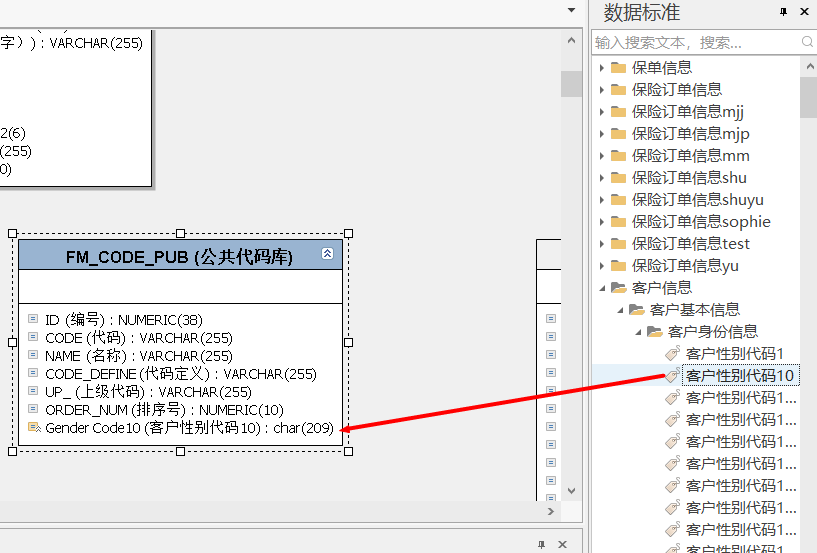 数据标准
字））: VARCHAR(255)
输入搜索文本，搜索...
保单信息
保险订单信息
保险订单信息mjj
保险订单信息mjp
2(6)
保险订单信息mm
(255)
0)
保险订单信息shu
保险订单信息shuyu
保险订单信息sophie
保险订单信息test
FM_CODE_PUB (公共代码库)
保险订单信息yu
客户信息
客户基本信息
ID (编号) : NUMERIC(38)
客户身份信息
CODE (代码) : VARCHAR(255)
NAME (名称) : VARCHAR(255)
客户性别代码1
CODE_DEFINE (代码定义) : VARCHAR(255)
客户性别代码10
UP_ (上级代码) : VARCHAR(255)
客户性别代码1...
ORDER_NUM (排序号) : NUMERIC(10)
客户性别代码1...
Gender Code10 (客户性别代码10) : char(209)
客户性别代码1...
客户性别代码1...
客户性别代码1...
客户性别代码1...
客户性别代码1...
客户性别代码1...